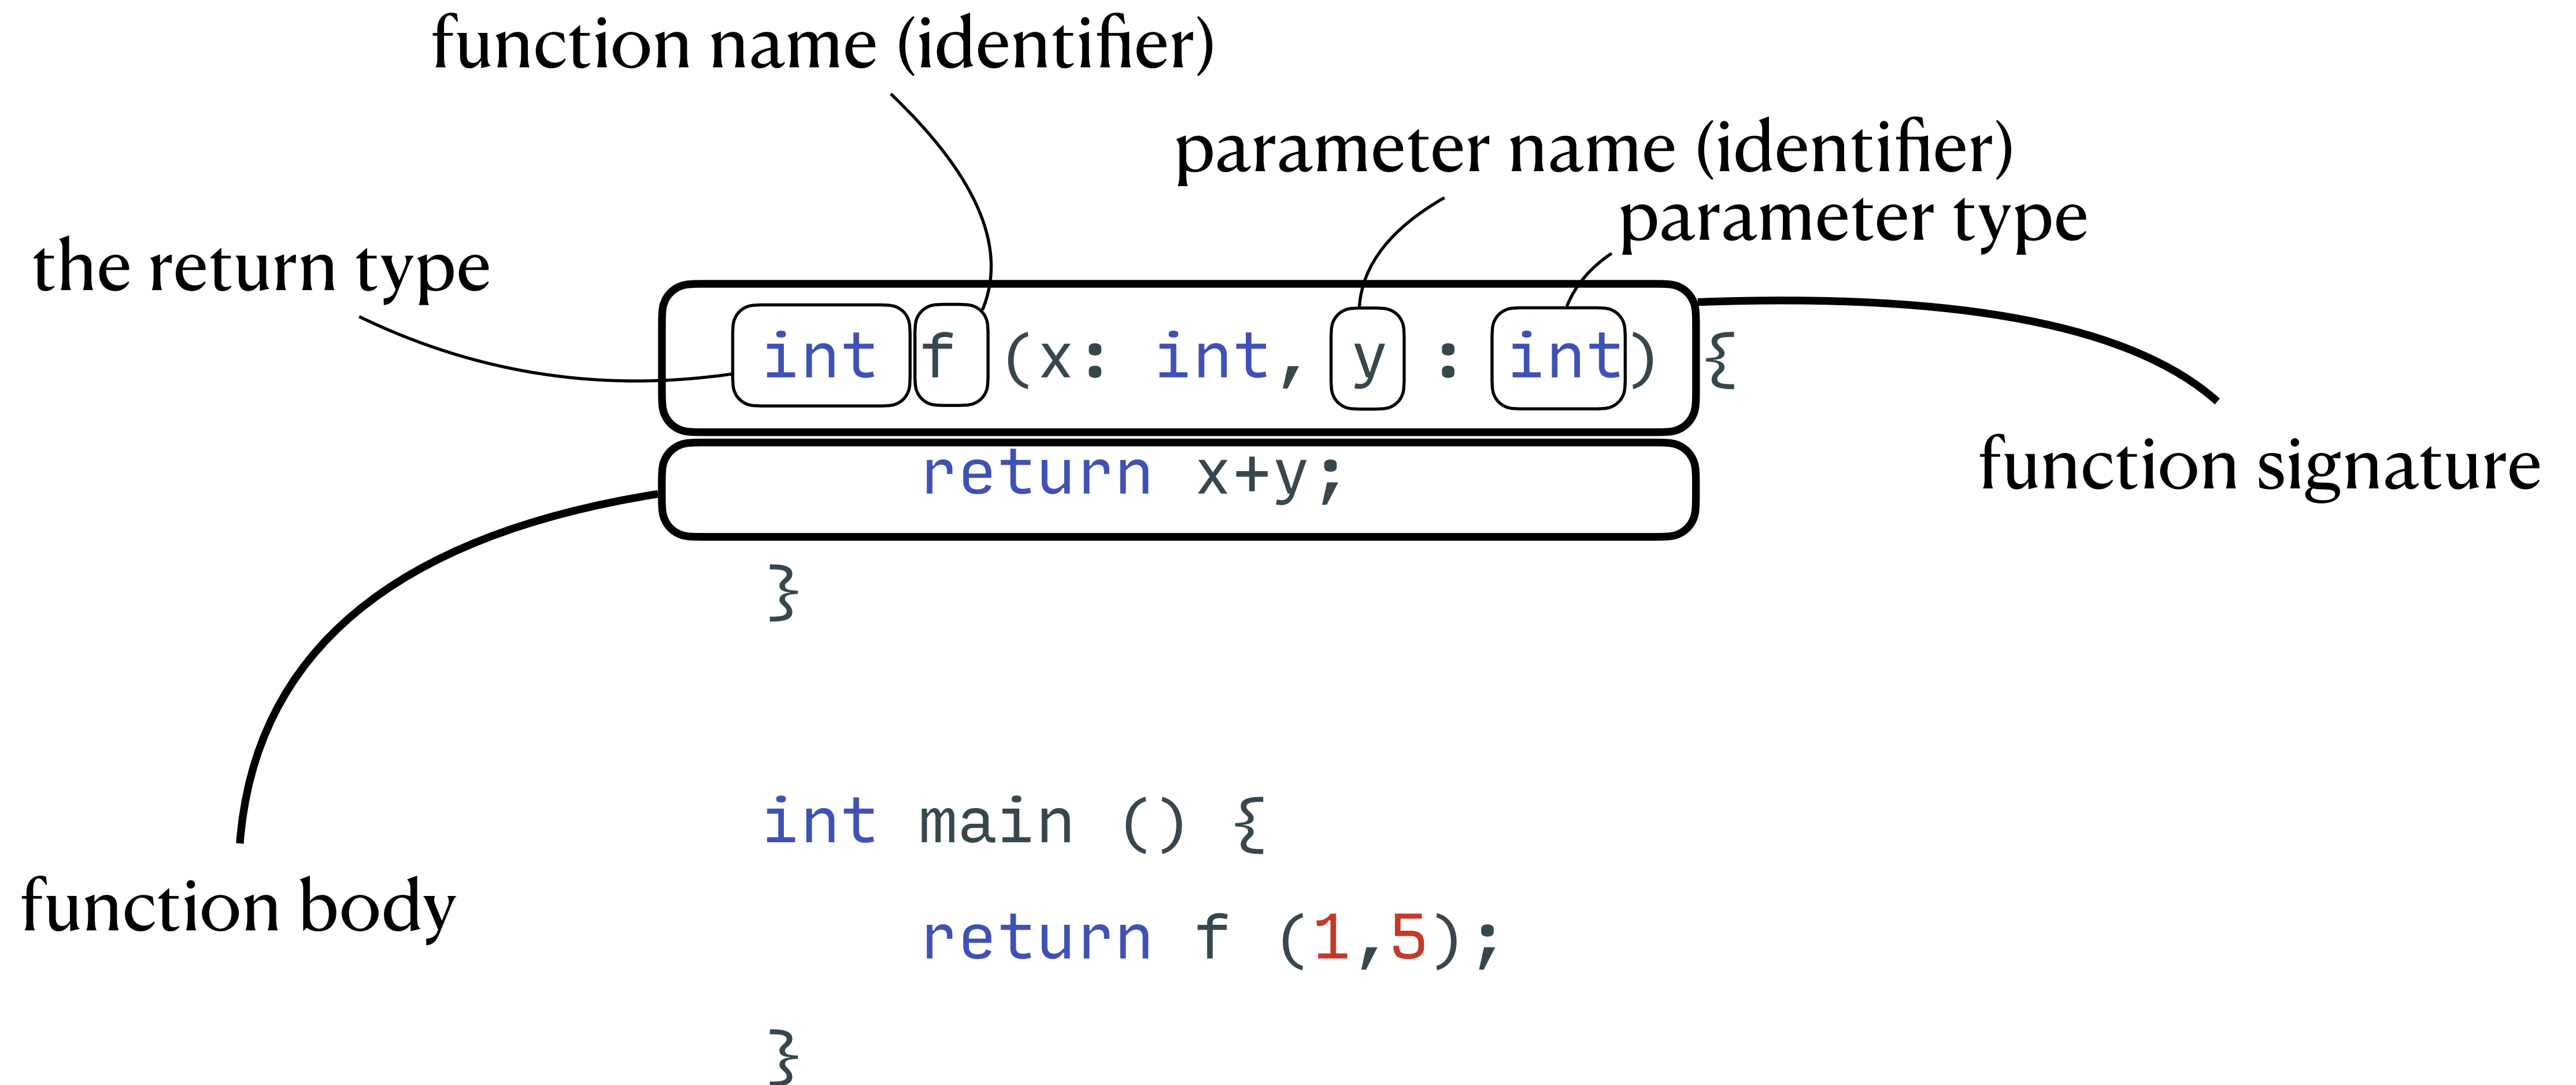 function name (identifier)
parameter name (identifier)
parameter type
the return type
int f (x: int, y : int) {
return x+y;
function signature
}
int main () {
function body
return f (1,5);
}